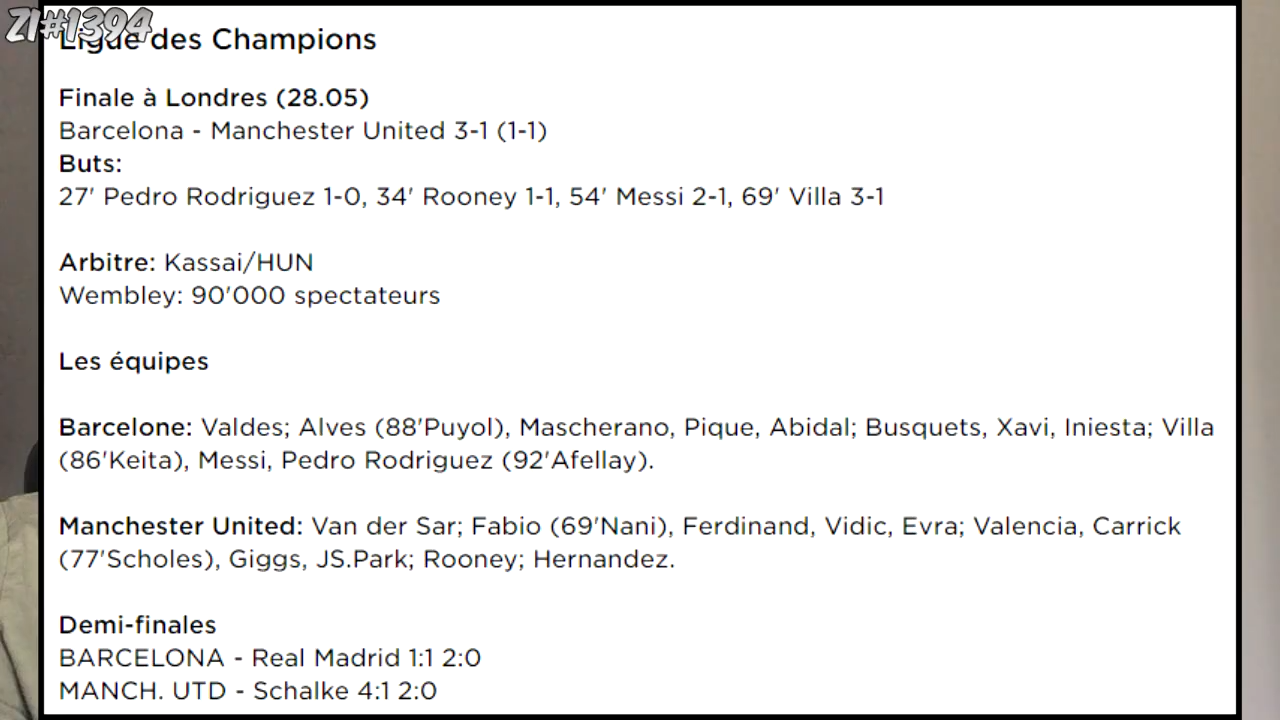 ZI#1394
Ligue des Champions
Finale à Londres (28.05)
Barcelona - Manchester United 3-1 (1-1)
Buts:
27' Pedro Rodriguez 1-0, 34' Rooney 1-1, 54' Messi 2-1, 69' Villa 3-1
Arbitre: Kassai/HUN
Wembley: 90'000 spectateurs
Les équipes
Barcelone: Valdes; Alves (88'Puyol), Mascherano, Pique, Abidal; Busquets, Xavi, Iniesta; Villa
(86'Keita), Messi, Pedro Rodriguez (92'Afellay).
Manchester United: Van der Sar; Fabio (69'Nani), Ferdinand, Vidic, Evra; Valencia, Carrick
(77'Scholes), Giggs, JS.Park; Rooney; Hernandez.
Demi-finales
BARCELONA - Real Madrid 1:1 2:0
MANCH. UTD - Schalke 4:1 2:0